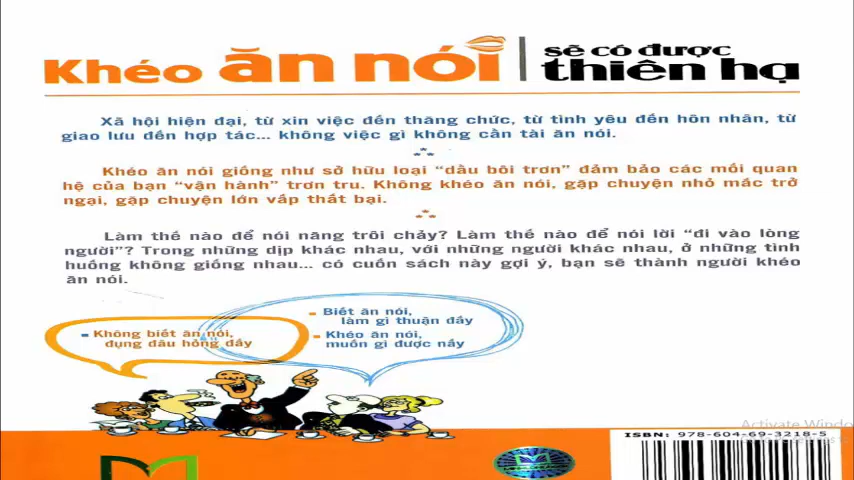 Khéo ăn nói sẽ có được thiên hạ
Xã hội hiện đại, từ xin việc đến thăng chức, từ tình yêu đến hôn nhân, từ
giao lưu đến hợp tác... không việc gì không cần tài ăn nói.
Khéo ăn nói giống như sở hữu loại "dầu bôi trơn" đảm bảo các mối quan
hệ của bạn "vận hành" trơn tru. Không khéo ăn nói, gặp chuyện nhỏ mắc trở
ngại, gặp chuyện lớn vấp thất bại.
Làm thế nào để nói năng trôi chảy? Làm thế nào để nói lời "đi vào lòng
người"? Trong những dịp khác nhau, với những người khác nhau, ở những tình
huống không giống nhau... có cuốn sách này gợi ý, bạn sẽ thành người khéo
ăn nói.
Không biết ăn nói,
đụng đâu hỏng đấy
Biết ăn nói,
làm gì thuận đấy
Khéo ăn nói,
muốn gì được nấy
Activate Windo
ISBN: 978-604-69-3218-5